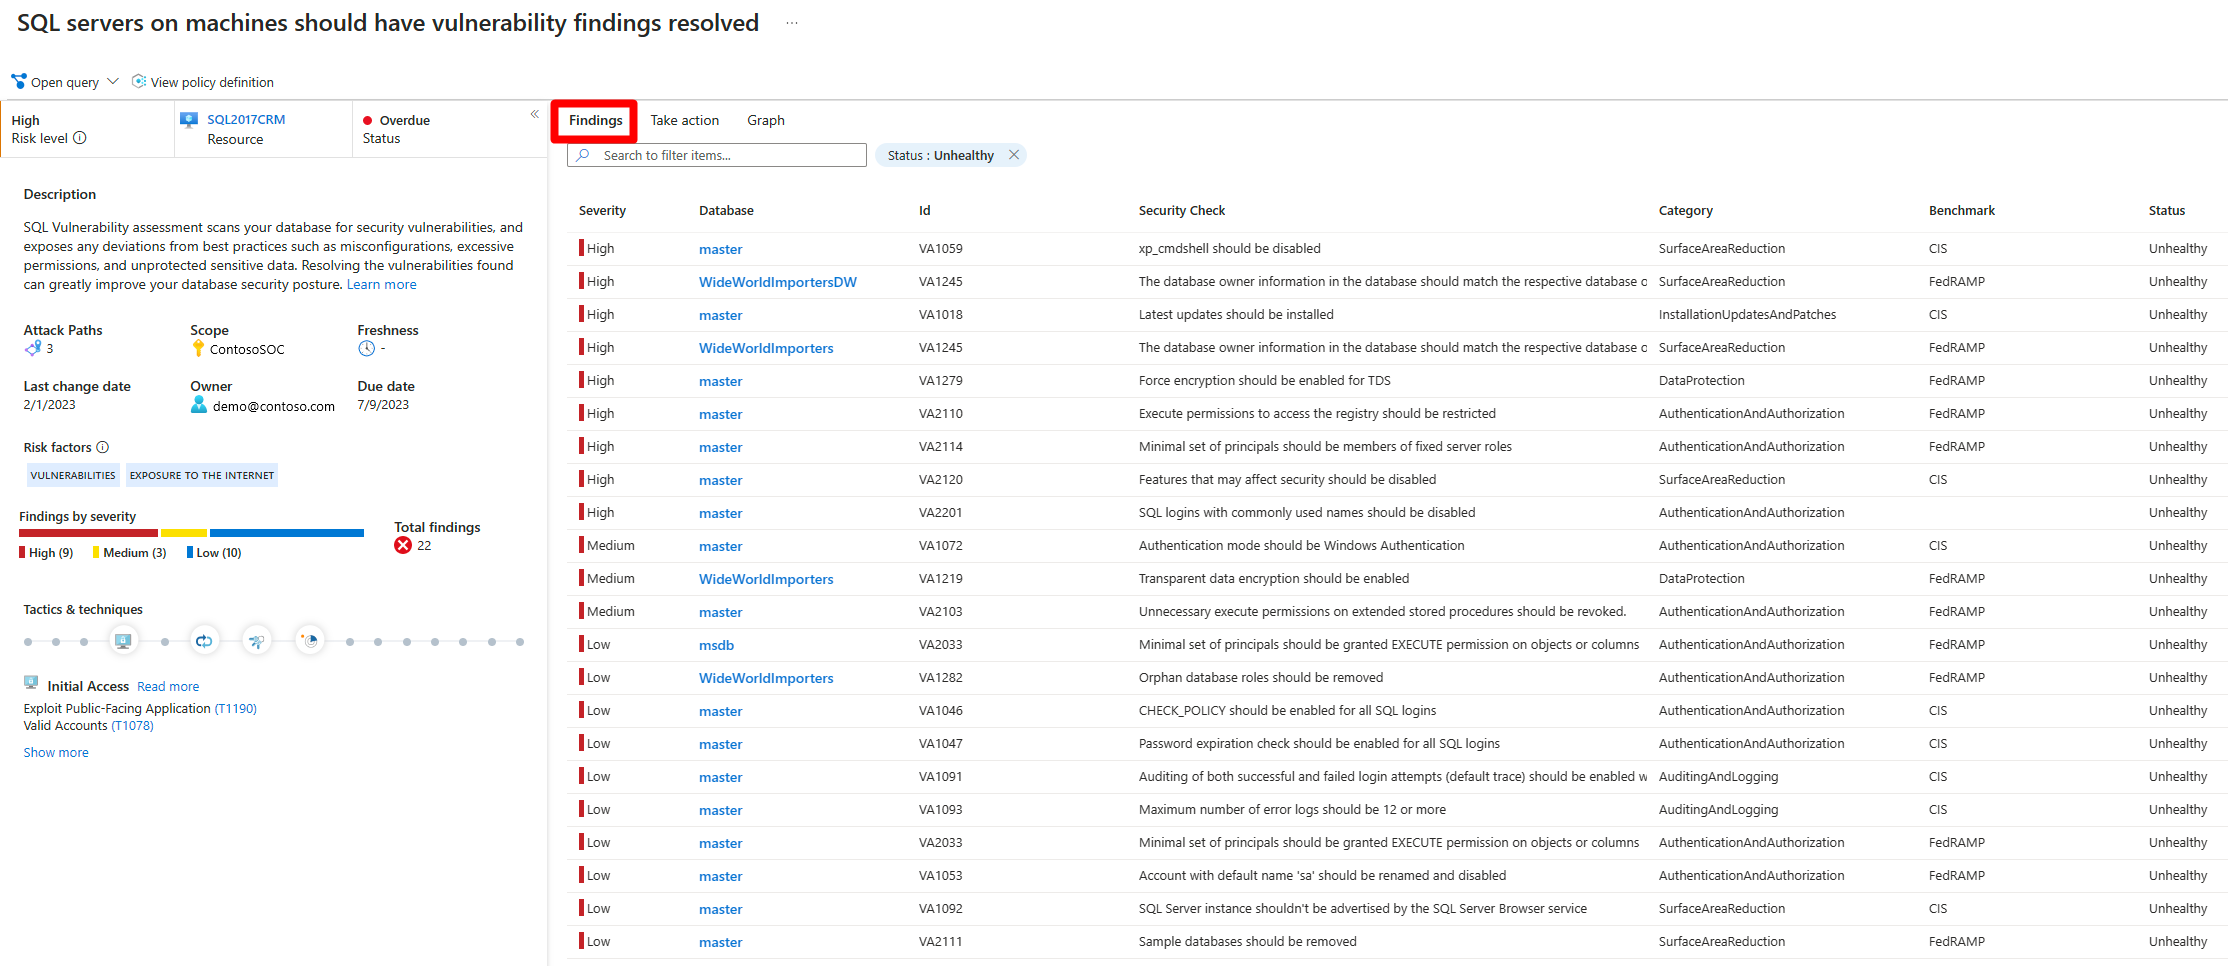 SQL servers on machines should have vulnerability findings resolved ...
Open query View policy definition
High
Risk level
SQL2017CRM
Resource
Overdue
Status
«
Description
SQL Vulnerability assessment scans your database for security vulnerabilities, and
exposes any deviations from best practices such as misconfigurations, excessive
permissions, and unprotected sensitive data. Resolving the vulnerabilities found
can greatly improve your database security posture. Learn more
Attack Paths Scope Freshness
3 ContosoSOC -
Last change date Owner Due date
2/1/2023 demo@contoso.com 7/9/2023
Risk factors
VULNERABILITIES EXPOSURE TO THE INTERNET
Findings by severity
High (9) Medium (3) Low (10)
Total findings
22
Tactics & techniques
Initial Access Read more
Exploit Public-Facing Application (T1190)
Valid Accounts (T1078)
Show more
Findings Take action Graph
Search to filter items... Status : Unhealthy
Severity Database Id Security Check Category Benchmark Status
High master VA1059 xp_cmdshell should be disabled SurfaceAreaReduction CIS Unhealthy
High WideWorldImportersDW VA1245 The database owner information in the database should match the respective database o SurfaceAreaReduction FedRAMP Unhealthy
High master VA1018 Latest updates should be installed InstallationUpdatesAndPatches CIS Unhealthy
High WideWorldImporters VA1245 The database owner information in the database should match the respective database o SurfaceAreaReduction FedRAMP Unhealthy
High master VA1279 Force encryption should be enabled for TDS DataProtection FedRAMP Unhealthy
High master VA2110 Execute permissions to access the registry should be restricted AuthenticationAndAuthorization FedRAMP Unhealthy
High master VA2114 Minimal set of principals should be members of fixed server roles AuthenticationAndAuthorization FedRAMP Unhealthy
High master VA2120 Features that may affect security should be disabled SurfaceAreaReduction CIS Unhealthy
High master VA2201 SQL logins with commonly used names should be disabled AuthenticationAndAuthorization Unhealthy
Medium master VA1072 Authentication mode should be Windows Authentication AuthenticationAndAuthorization CIS Unhealthy
Medium WideWorldImporters VA1219 Transparent data encryption should be enabled DataProtection FedRAMP Unhealthy
Medium master VA2103 Unnecessary execute permissions on extended stored procedures should be revoked. AuthenticationAndAuthorization FedRAMP Unhealthy
Low msdb VA2033 Minimal set of principals should be granted EXECUTE permission on objects or columns AuthenticationAndAuthorization FedRAMP Unhealthy
Low WideWorldImporters VA1282 Orphan database roles should be removed AuthenticationAndAuthorization FedRAMP Unhealthy
Low master VA1046 CHECK_POLICY should be enabled for all SQL logins AuthenticationAndAuthorization CIS Unhealthy
Low master VA1047 Password expiration check should be enabled for all SQL logins AuthenticationAndAuthorization CIS Unhealthy
Low master VA1091 Auditing of both successful and failed login attempts (default trace) should be enabled w AuditingAndLogging CIS Unhealthy
Low master VA1093 Maximum number of error logs should be 12 or more AuditingAndLogging CIS Unhealthy
Low master VA2033 Minimal set of principals should be granted EXECUTE permission on objects or columns AuthenticationAndAuthorization FedRAMP Unhealthy
Low master VA1053 Account with default name 'sa' should be renamed and disabled AuthenticationAndAuthorization FedRAMP Unhealthy
Low master VA1092 SQL Server instance shouldn't be advertised by the SQL Server Browser service SurfaceAreaReduction CIS Unhealthy
Low master VA2111 Sample databases should be removed SurfaceAreaReduction FedRAMP Unhealthy